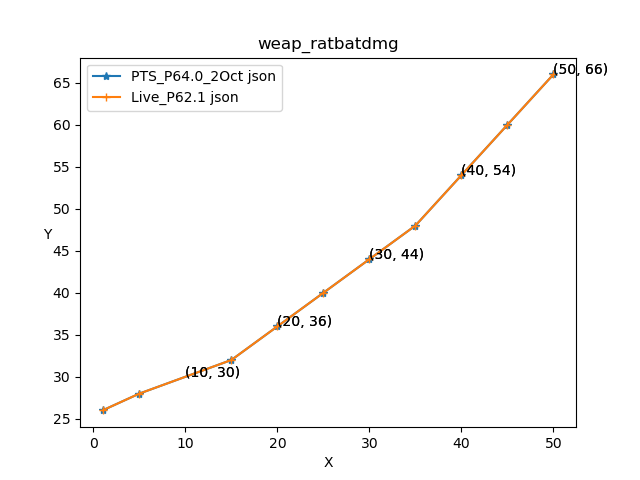 weap_ratbatdmg
PTS_P64.0_2Oct json
Live_P62.1 json
(50, 66)
(40, 54)
(30, 44)
(20, 36)
(10, 30)
65
60
55
50
45
40
35
30
25
Y
0 10 20 30 40 50
X